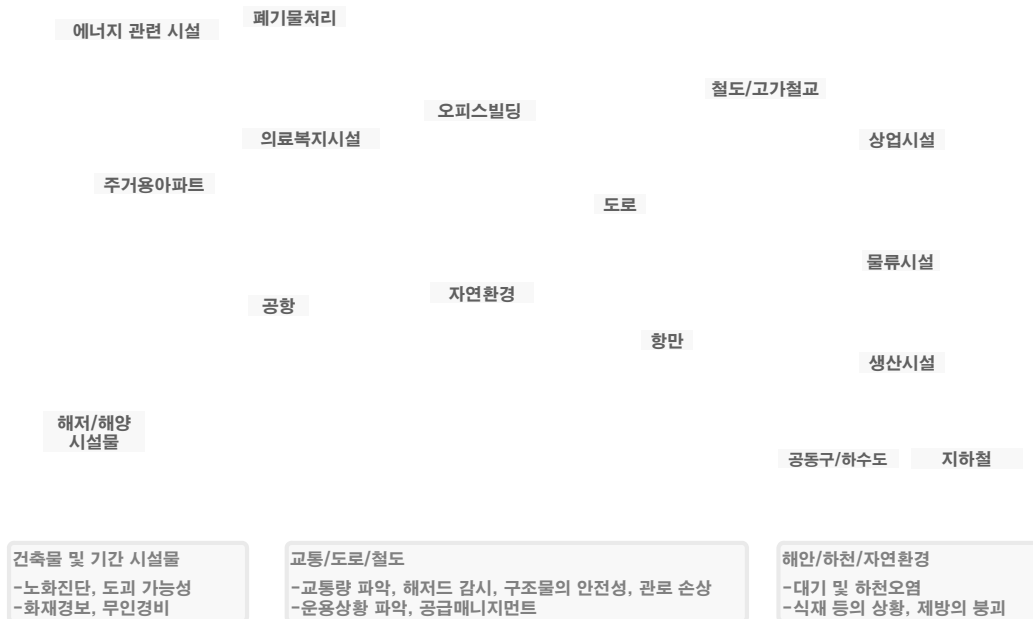 폐기물처리
에너지 관련 시설
철도/고가철교
오피스빌딩
의료복지시설
상업시설
주거용아파트
도로
물류시설
자연환경
공항
항만
생산시설
해저/해양
시설물
공동구/하수도
지하철
건축물 및 기간 시설물
-노화진단, 도괴 가능성
-화재경보, 무인경비
교통/도로/철도
-교통량 파악, 해저드 감시, 구조물의 안전성, 관로 손상
-운용상황 파악, 공급매니지먼트
해안/하천/자연환경
-대기 및 하천오염
-식재 등의 상황, 제방의 붕괴